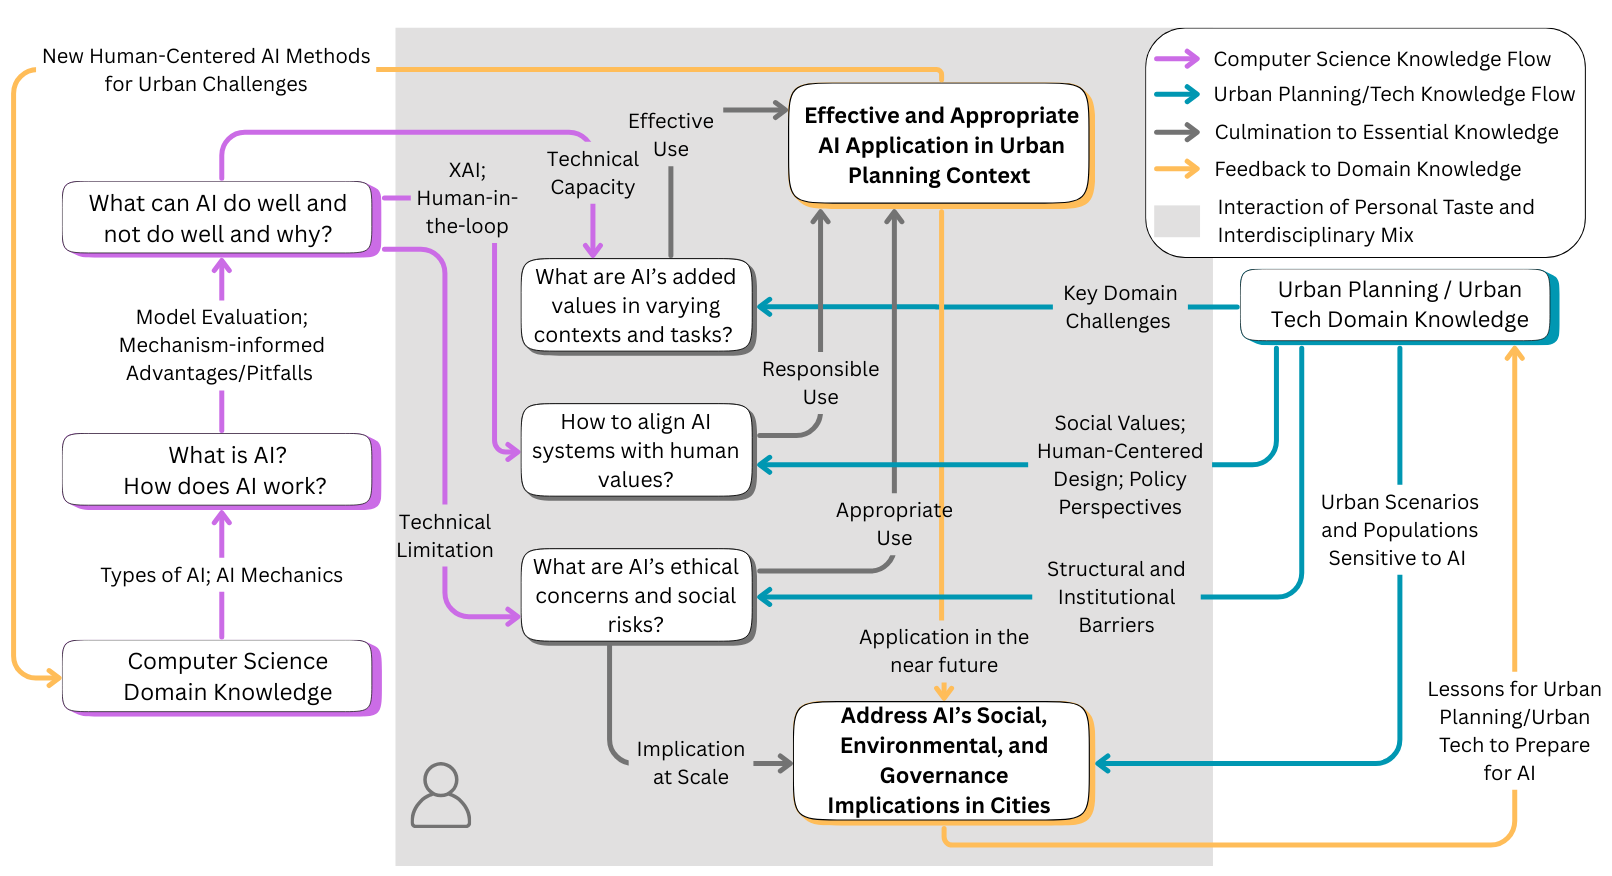 New Human-Centered AI Methods
for Urban Challenges
Computer Science Knowledge Flow
Urban Planning/Tech Knowledge Flow
Culmination to Essential Knowledge
Feedback to Domain Knowledge
Interaction of Personal Taste and
Interdisciplinary Mix
Effective and Appropriate
AI Application in Urban
Planning Context
Effective
Use
Technical
Capacity
XAI;
Human-in-
the-loop
What can AI do well and
not do well and why?
What are AI's added
values in varying
contexts and tasks?
Key Domain
Challenges
Urban Planning / Urban
Tech Domain Knowledge
Model Evaluation;
Mechanism-informed
Advantages/Pitfalls
Responsible
Use
How to align AI
systems with human
values?
Social Values;
Human-Centered
Design; Policy
Perspectives
What is AI?
How does AI work?
Technical
Limitation
Appropriate
Use
Urban Scenarios
and Populations
Sensitive to AI
Types of AI; AI Mechanics
What are AI's ethical
concerns and social
risks?
Structural and
Institutional
Barriers
Computer Science
Domain Knowledge
Application in the
near future
Implication
at Scale
Address AI's Social,
Environmental, and
Governance
Implications in Cities
Lessons for Urban
Planning/Urban
Tech to Prepare
for AI